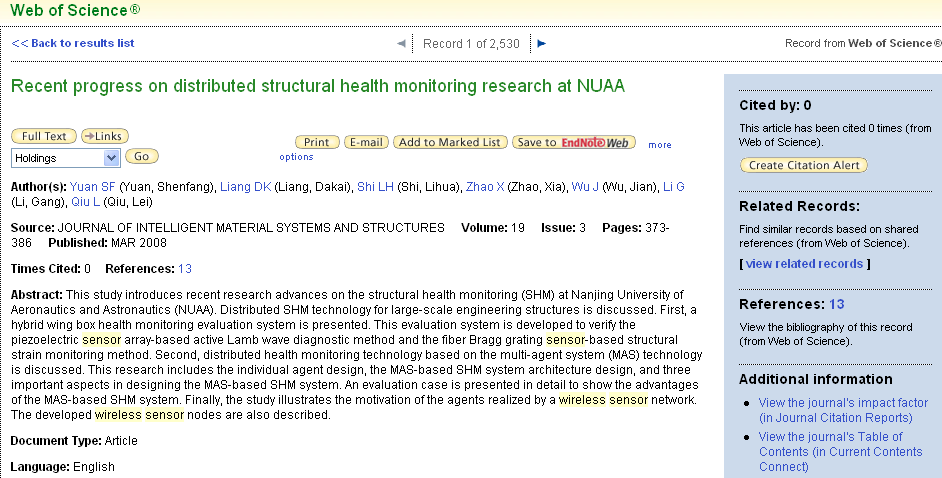 Web of Science®
<< Back to results list
Record 1 of 2,530
Record from Web of Science®
Recent progress on distributed structural health monitoring research at NUAA
Full Text
Links
Holdings
Go
Print
E-mail
Add to Marked List
Save to EndNote Web
more
options
Author(s): Yuan SF (Yuan, Shenfang), Liang DK (Liang, Dakai), Shi LH (Shi, Lihua), Zhao X (Zhao, Xia), Wu J (Wu, Jian), Li G
(Li, Gang), Qiu L (Qiu, Lei)
Source: JOURNAL OF INTELLIGENT MATERIAL SYSTEMS AND STRUCTURES Volume: 19 Issue: 3 Pages: 373-
386 Published: MAR 2008
Times Cited: 0 References: 13
Abstract: This study introduces recent research advances on the structural health monitoring (SHM) at Nanjing University of
Aeronautics and Astronautics (NUAA). Distributed SHM technology for large-scale engineering structures is discussed. First, a
hybrid wing box health monitoring evaluation system is presented. This evaluation system is developed to verify the
piezoelectric sensor array-based active Lamb wave diagnostic method and the fiber Bragg grating sensor-based structural
strain monitoring method. Second, distributed health monitoring technology based on the multi-agent system (MAS) technology
is discussed. This research includes the individual agent design, the MAS-based SHM system architecture design, and three
important aspects in designing the MAS-based SHM system. An evaluation case is presented in detail to show the advantages
of the MAS-based SHM system. Finally, the study illustrates the motivation of the agents realized by a wireless sensor network.
The developed wireless sensor nodes are also described.
Document Type: Article
Language: English
Cited by: 0
This article has been cited 0 times (from
Web of Science).
Create Citation Alert
Related Records:
Find similar records based on shared
references (from Web of Science).
[ view related records ]
References: 13
View the bibliography of this record
(from Web of Science).
Additional information
View the journal's impact factor
(in Journal Citation Reports)
View the journal's Table of
Contents (in Current Contents
Connect)